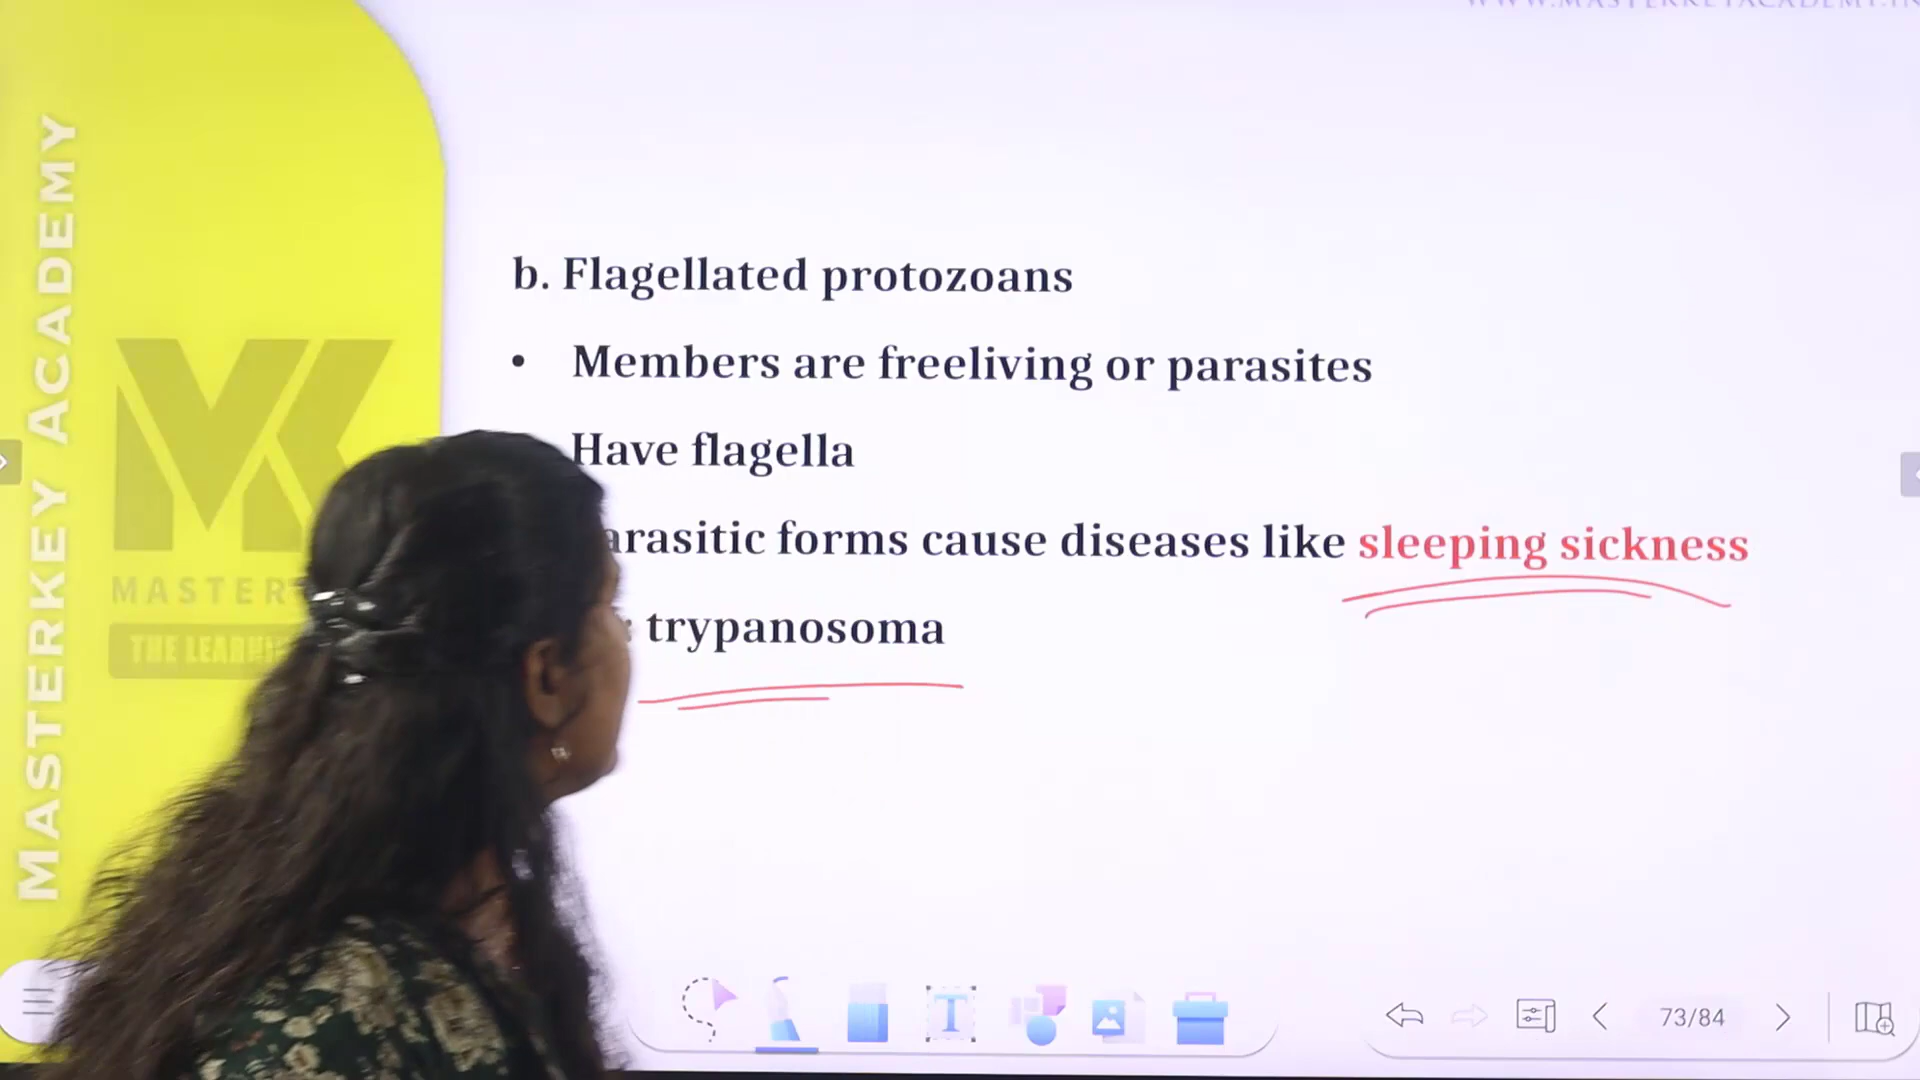 MASTERKEY ACADEMY
THE
b. Flagellated protozoans
• Members are freeliving or parasites
Have flagella
arasitic forms cause diseases like sleeping sickness
: trypanosoma
73/84